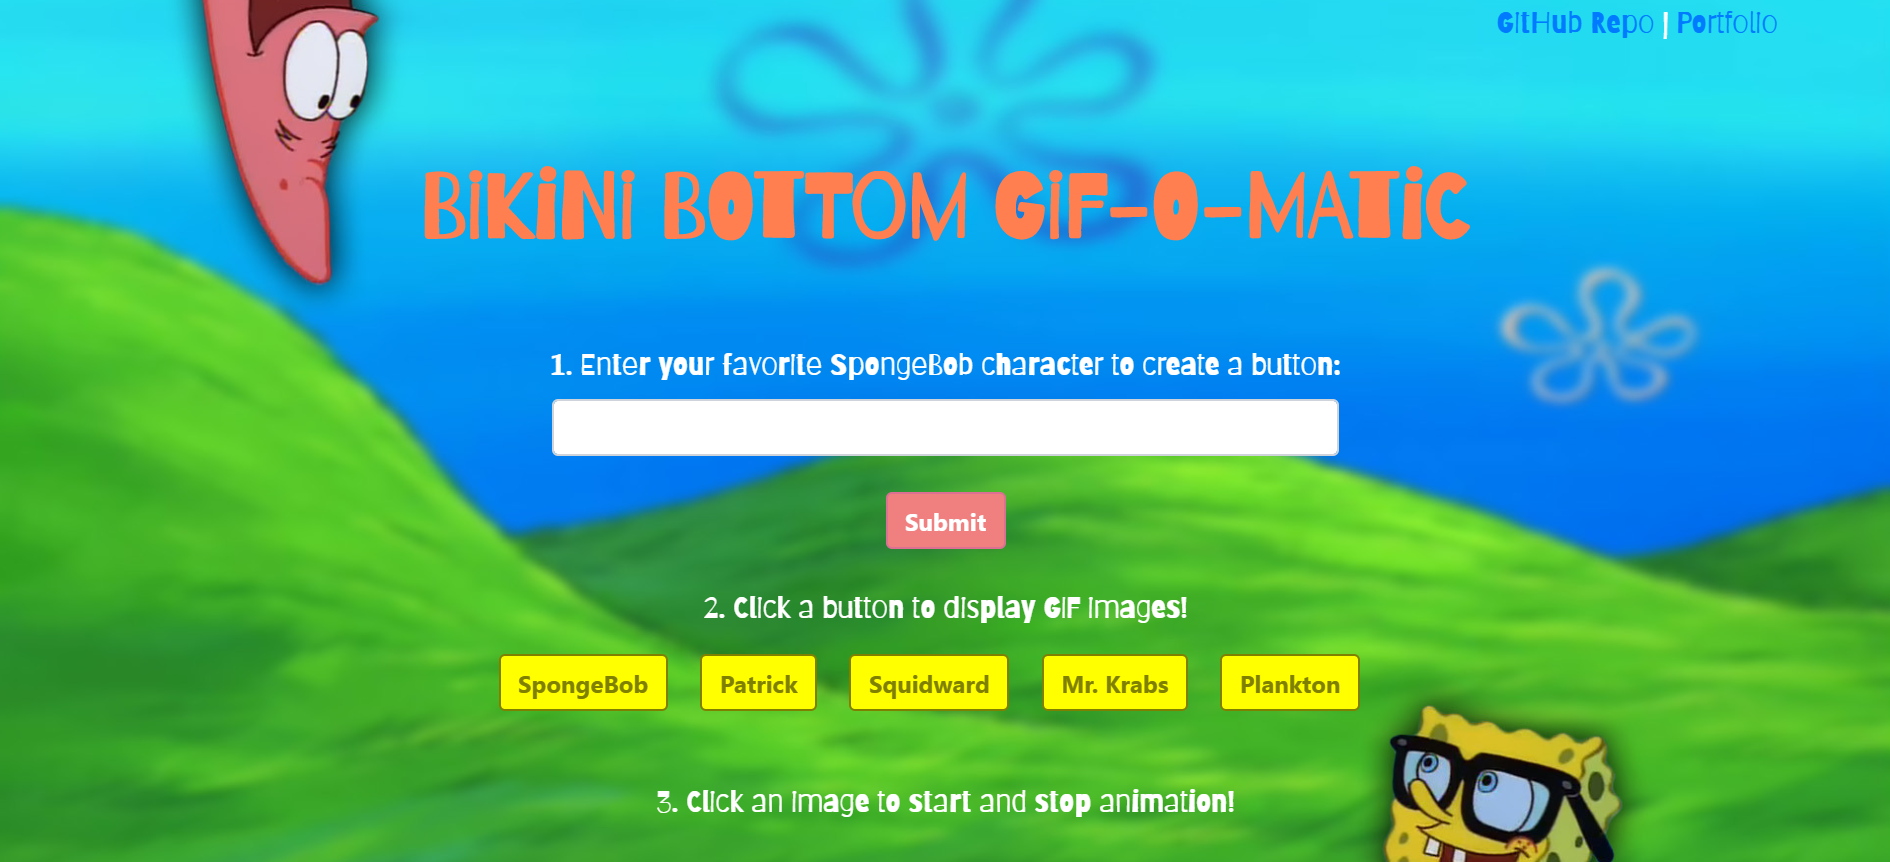 GitHub Repo | Portfolio
BiKiNi BOTTOM GiF-O-MATiC
1. Enter your favorite SpongeBob character to create a button:
Submit
2. Click a button to display GIF images!
SpongeBob Patrick Squidward Mr. Krabs Plankton
3. Click an image to start and stop animation!